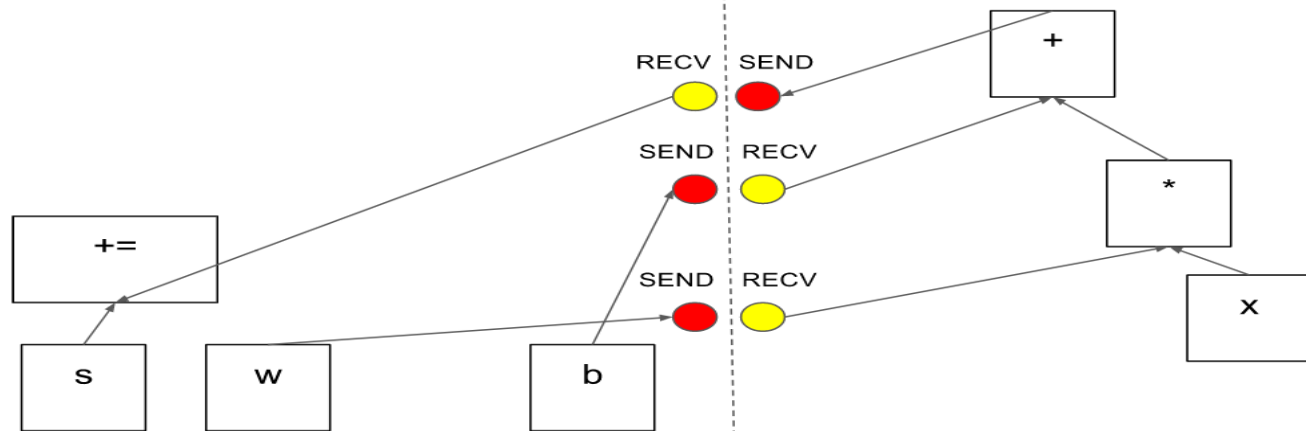 +
RECV SEND
SEND RECV
*
+=
SEND RECV
x
s w b